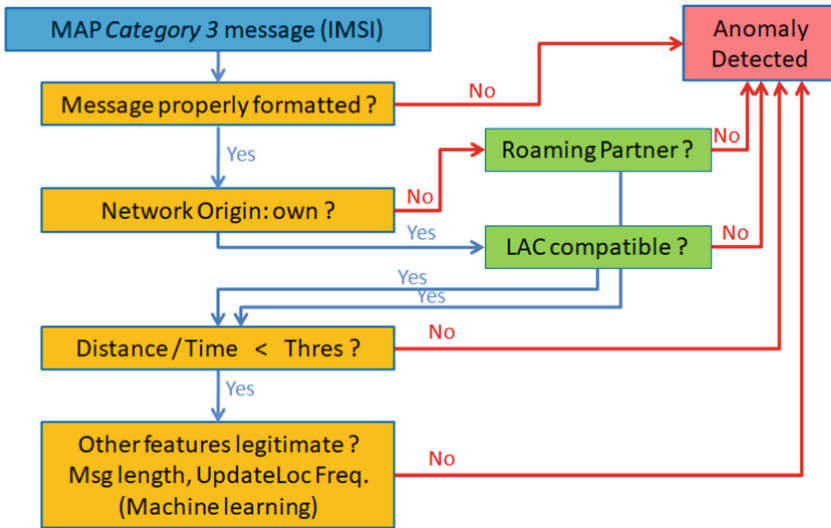 MAP Category 3 message (IMSI)
Anomaly
Detected
No
Message properly formatted ?
Yes
Roaming Partner ?
No
No
Network Origin: own ?
Yes
LAC compatible ?
No
Yes
Yes
Distance / Time < Thres ?
No
Yes
Other features legitimate ?
Msg length, UpdateLoc Freq.
(Machine learning)
No